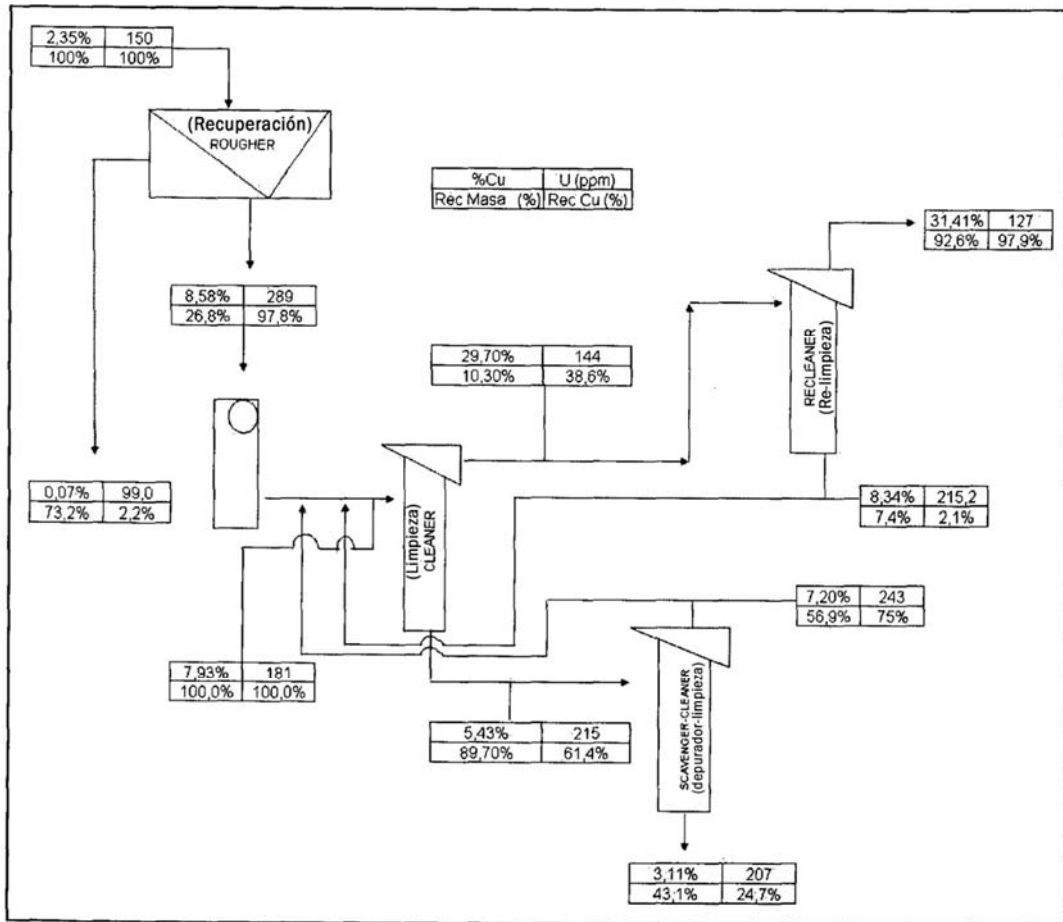 2,35% 150
100% 100%
(Recuperación)
ROUGHER
%Cu U (ppm)
Rec Masa (%) Rec Cu (%)
31,41% 127
92,6% 97,9%
8,58% 289
26,8% 97,8%
29,70% 144
10,30% 38,6%
RECLEANER
(Re-limpieza)
0,07% 99,0
73,2% 2,2%
(Limpieza)
CLEANER
8,34% 215,2
7,4% 2,1%
7,20% 243
56,9% 75%
7,93% 181
100,0% 100,0%
5,43% 215
89,70% 61,4%
SCAVENGER-CLEANER
(depurador-limpieza)
3,11% 207
43,1% 24,7%